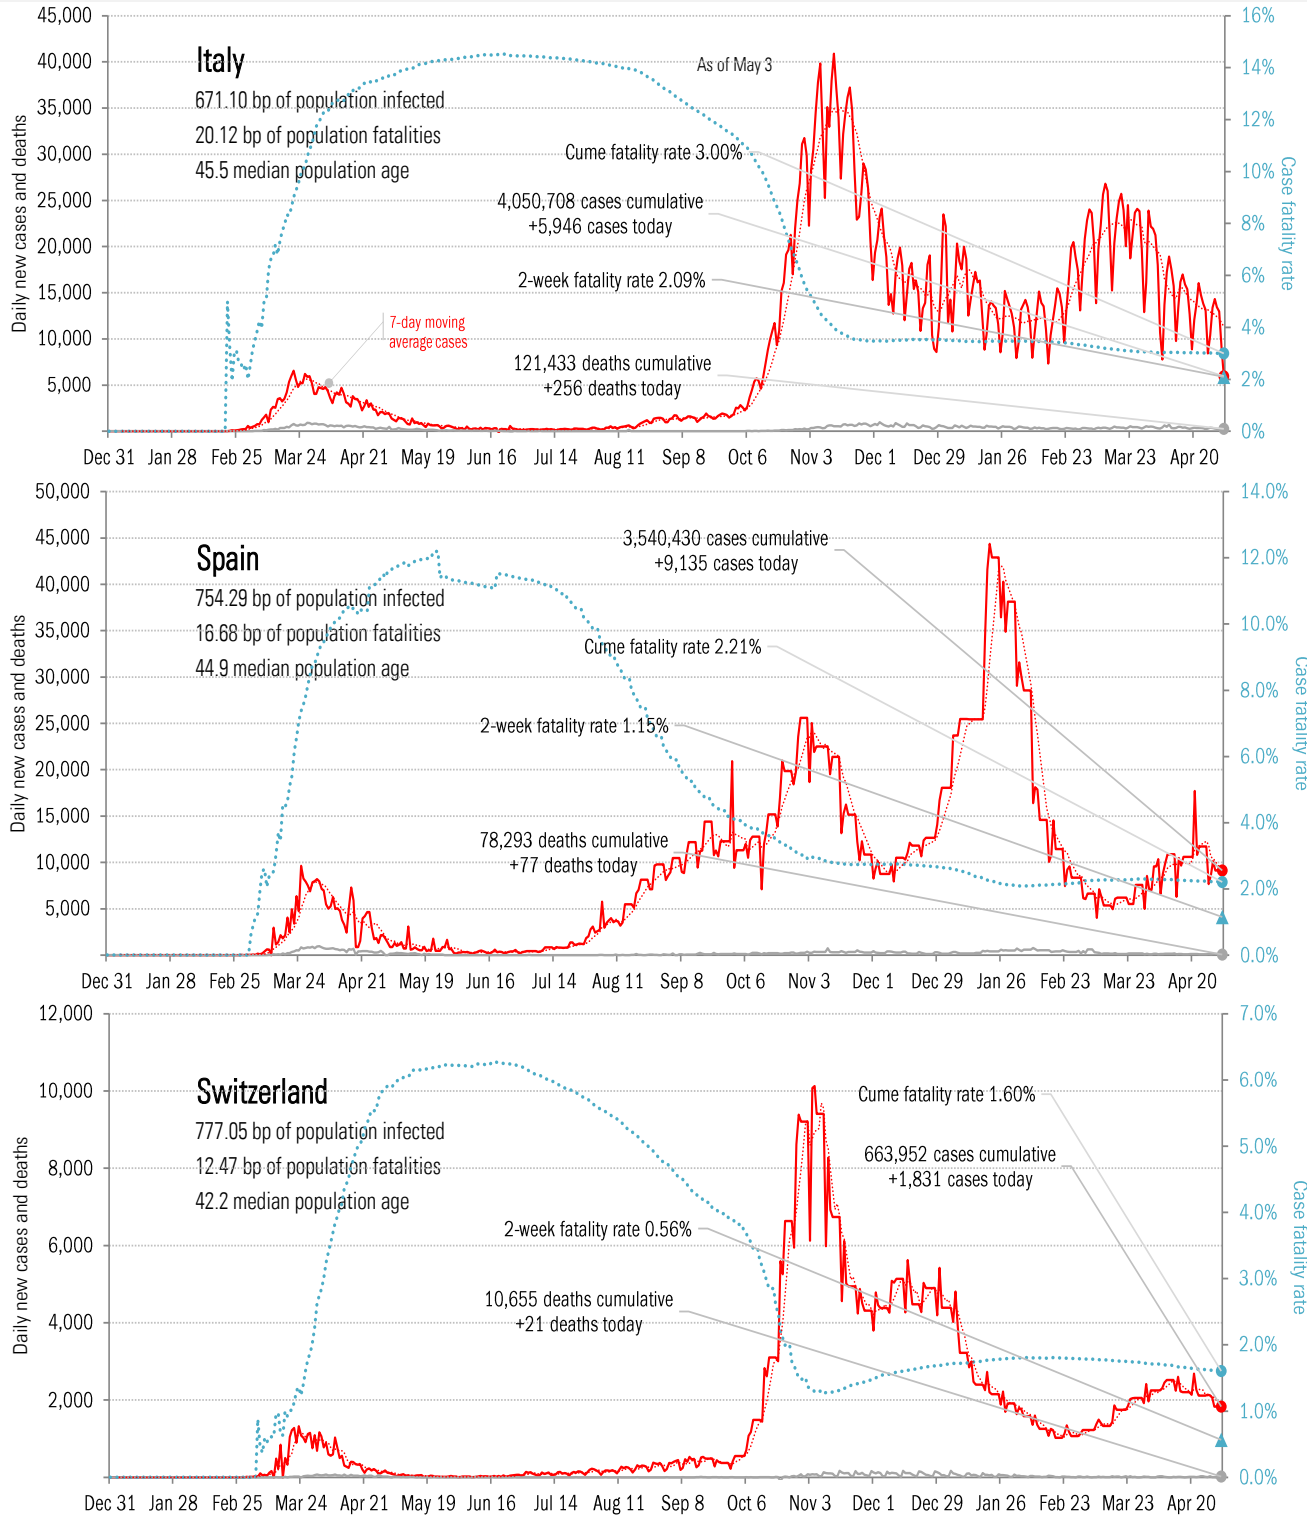 45,000
40,000
35,000
30,000
25,000
20,000
15,000
10,000
5,000
Daily new cases and deaths
16%
14%
12%
10%
8%
6%
4%
2%
0%
Case fatality rate
Italy
671.10 bp of population infected
20.12 bp of population fatalities
45.5 median population age
As of May 3
Cume fatality rate 3.00%
4,050,708 cases cumulative
+5,946 cases today
2-week fatality rate 2.09%
7-day moving
average cases
121,433 deaths cumulative
+256 deaths today
Dec 31 Jan 28 Feb 25 Mar 24 Apr 21 May 19 Jun 16 Jul 14 Aug 11 Sep 8 Oct 6 Nov 3 Dec 1 Dec 29 Jan 26 Feb 23 Mar 23 Apr 20
50,000
45,000
40,000
35,000
30,000
25,000
20,000
15,000
10,000
5,000
Daily new cases and deaths
14.0%
12.0%
10.0%
8.0%
6.0%
4.0%
2.0%
0.0%
Case fatality rate
Spain
754.29 bp of population infected
16.68 bp of population fatalities
44.9 median population age
3,540,430 cases cumulative
+9,135 cases today
Cume fatality rate 2.21%
2-week fatality rate 1.15%
78,293 deaths cumulative
+77 deaths today
Dec 31 Jan 28 Feb 25 Mar 24 Apr 21 May 19 Jun 16 Jul 14 Aug 11 Sep 8 Oct 6 Nov 3 Dec 1 Dec 29 Jan 26 Feb 23 Mar 23 Apr 20
12,000
10,000
8,000
6,000
4,000
2,000
Daily new cases and deaths
7.0%
6.0%
5.0%
4.0%
3.0%
2.0%
1.0%
0.0%
Case fatality rate
Switzerland
777.05 bp of population infected
12.47 bp of population fatalities
42.2 median population age
Cume fatality rate 1.60%
663,952 cases cumulative
+1,831 cases today
2-week fatality rate 0.56%
10,655 deaths cumulative
+21 deaths today
Dec 31 Jan 28 Feb 25 Mar 24 Apr 21 May 19 Jun 16 Jul 14 Aug 11 Sep 8 Oct 6 Nov 3 Dec 1 Dec 29 Jan 26 Feb 23 Mar 23 Apr 20